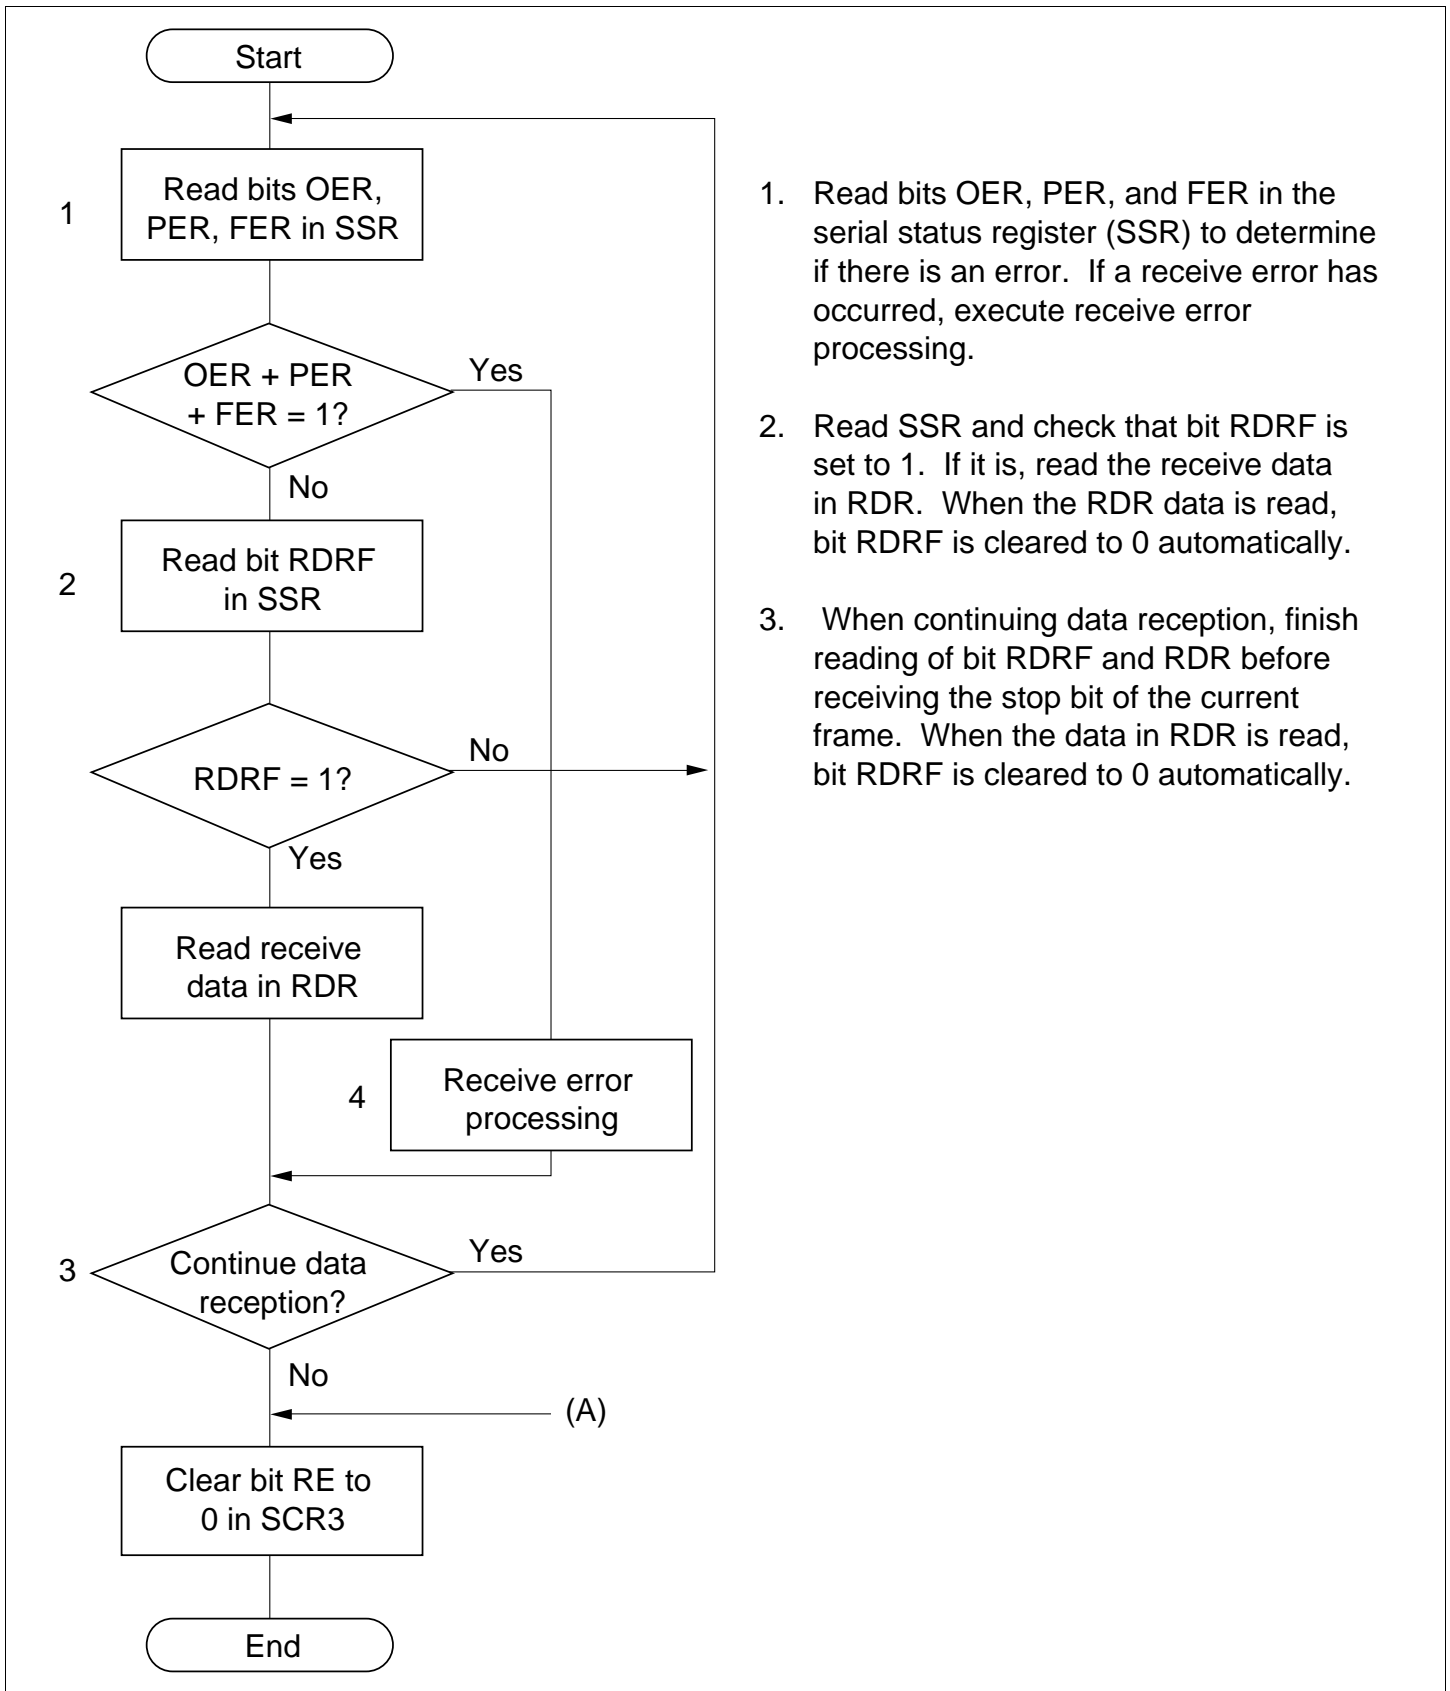 Start
1
Read bits OER,
PER, FER in SSR
OER + PER
+ FER = 1?
Yes
No
2
Read bit RDRF
in SSR
RDRF = 1?
No
Yes
Read receive
data in RDR
4
Receive error
processing
3
Continue data
reception?
Yes
No
(A)
Clear bit RE to
0 in SCR3
End
1. Read bits OER, PER, and FER in the
serial status register (SSR) to determine
if there is an error. If a receive error has
occurred, execute receive error
processing.
2. Read SSR and check that bit RDRF is
set to 1. If it is, read the receive data
in RDR. When the RDR data is read,
bit RDRF is cleared to 0 automatically.
3. When continuing data reception, finish
reading of bit RDRF and RDR before
receiving the stop bit of the current
frame. When the data in RDR is read,
bit RDRF is cleared to 0 automatically.